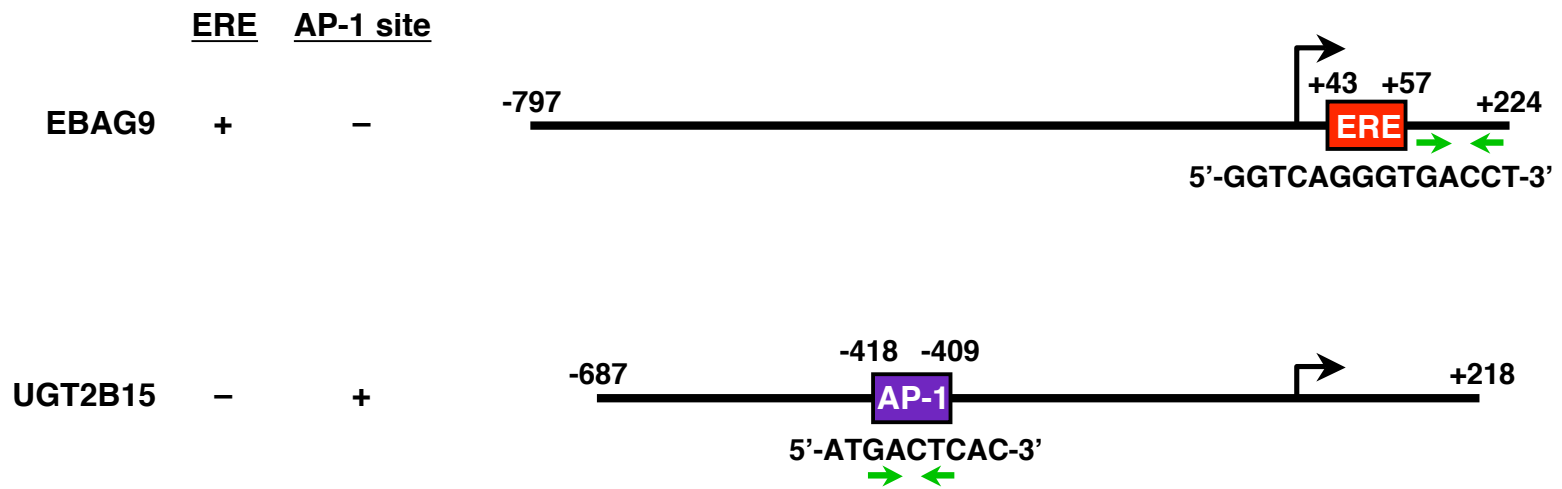 ERE AP-1 site
-797
+43 +57
+224
EBAG9 + –
ERE
5’-GGTCAGGGTGACCT-3’
-418 -409
-687
+218
UGT2B15 – +
AP-1
5’-ATGACTCAC-3’